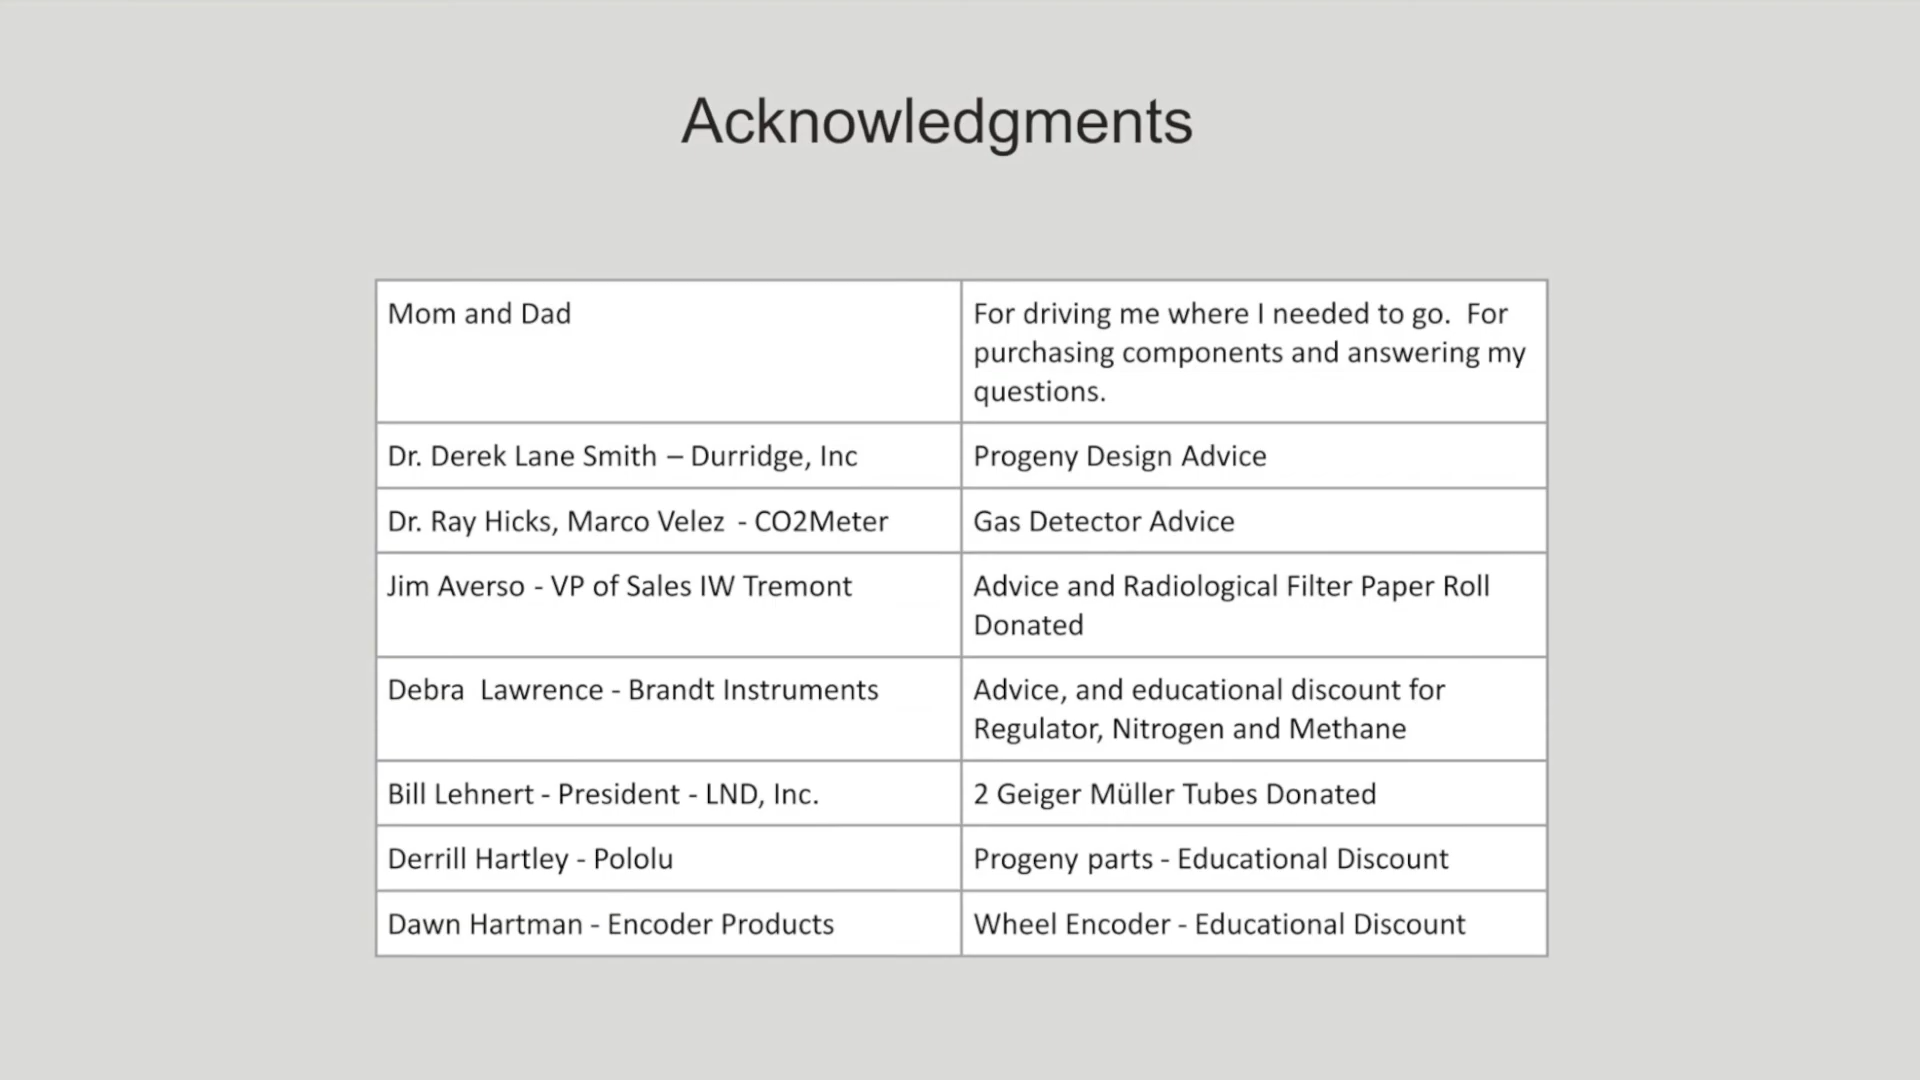 Acknowledgments
Mom and Dad
For driving me where I needed to go.  For
purchasing components and answering my
questions.
Dr. Derek Lane Smith – Durridge, Inc
Progeny Design Advice
Dr. Ray Hicks, Marco Velez  - CO2Meter
Gas Detector Advice
Jim Averso - VP of Sales IW Tremont
Advice and Radiological Filter Paper Roll
Donated
Debra  Lawrence - Brandt Instruments
Advice, and educational discount for
Regulator, Nitrogen and Methane
Bill Lehnert - President - LND, Inc.
2 Geiger Müller Tubes Donated
Derrill Hartley - Pololu
Progeny parts - Educational Discount
Dawn Hartman - Encoder Products
Wheel Encoder - Educational Discount